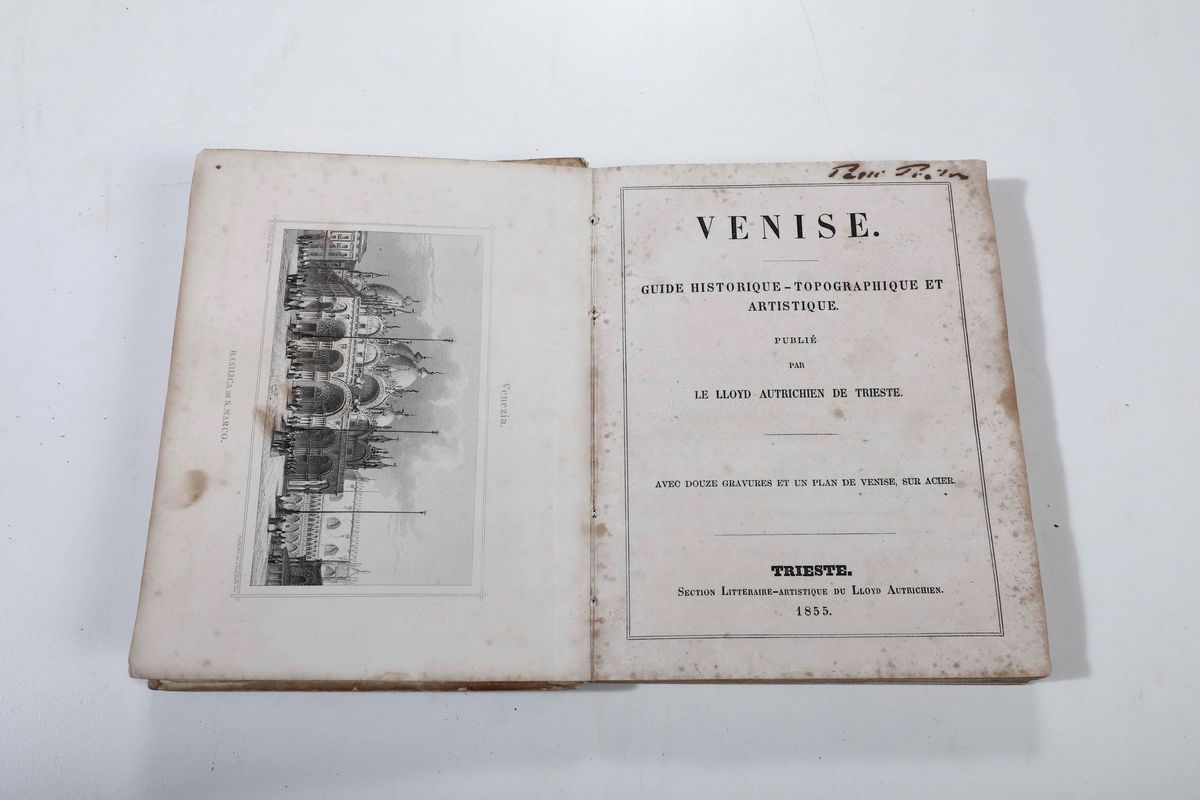 Venezia.
BASILICA DI S. MARCO.
VENISE.
GUIDE HISTORIQUE-TOPOGRAPHIQUE ET
ARTISTIQUE.
PUBLIÉ
PAR
LE LLOYD AUTRICHIEN DE TRIESTE.
AVEC DOUZE GRAVURES ET UN PLAN DE VENISE, SUR ACIER.
TRIESTE.
SECTION LITTERAIRE-ARTISTIQUE DU LLOYD AUTRICHIEN.
1855.